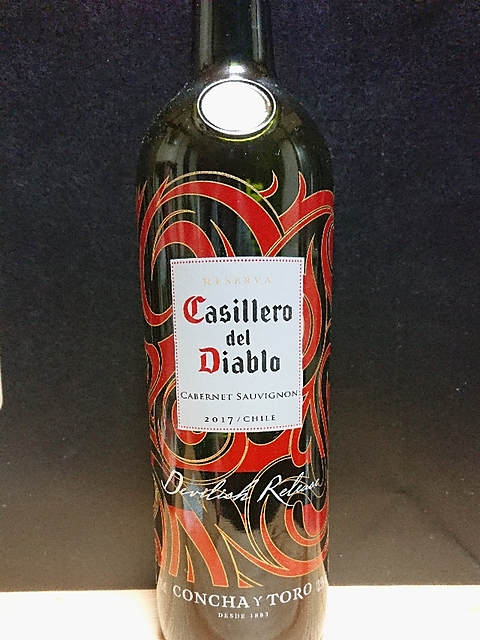 RESERVA
Casillero
del
Diablo
CABERNET SAUVIGNON
2017 / CHILE
Devilish Release
CONCHA Y TORO
DESDE 1883